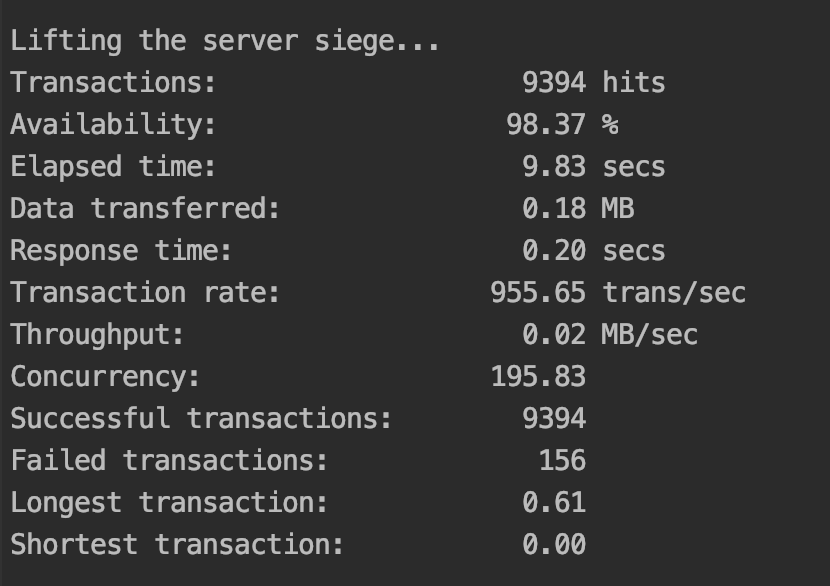 Lifting the server siege...
Transactions: 9394 hits
Availability: 98.37 %
Elapsed time: 9.83 secs
Data transferred: 0.18 MB
Response time: 0.20 secs
Transaction rate: 955.65 trans/sec
Throughput: 0.02 MB/sec
Concurrency: 195.83
Successful transactions: 9394
Failed transactions: 156
Longest transaction: 0.61
Shortest transaction: 0.00